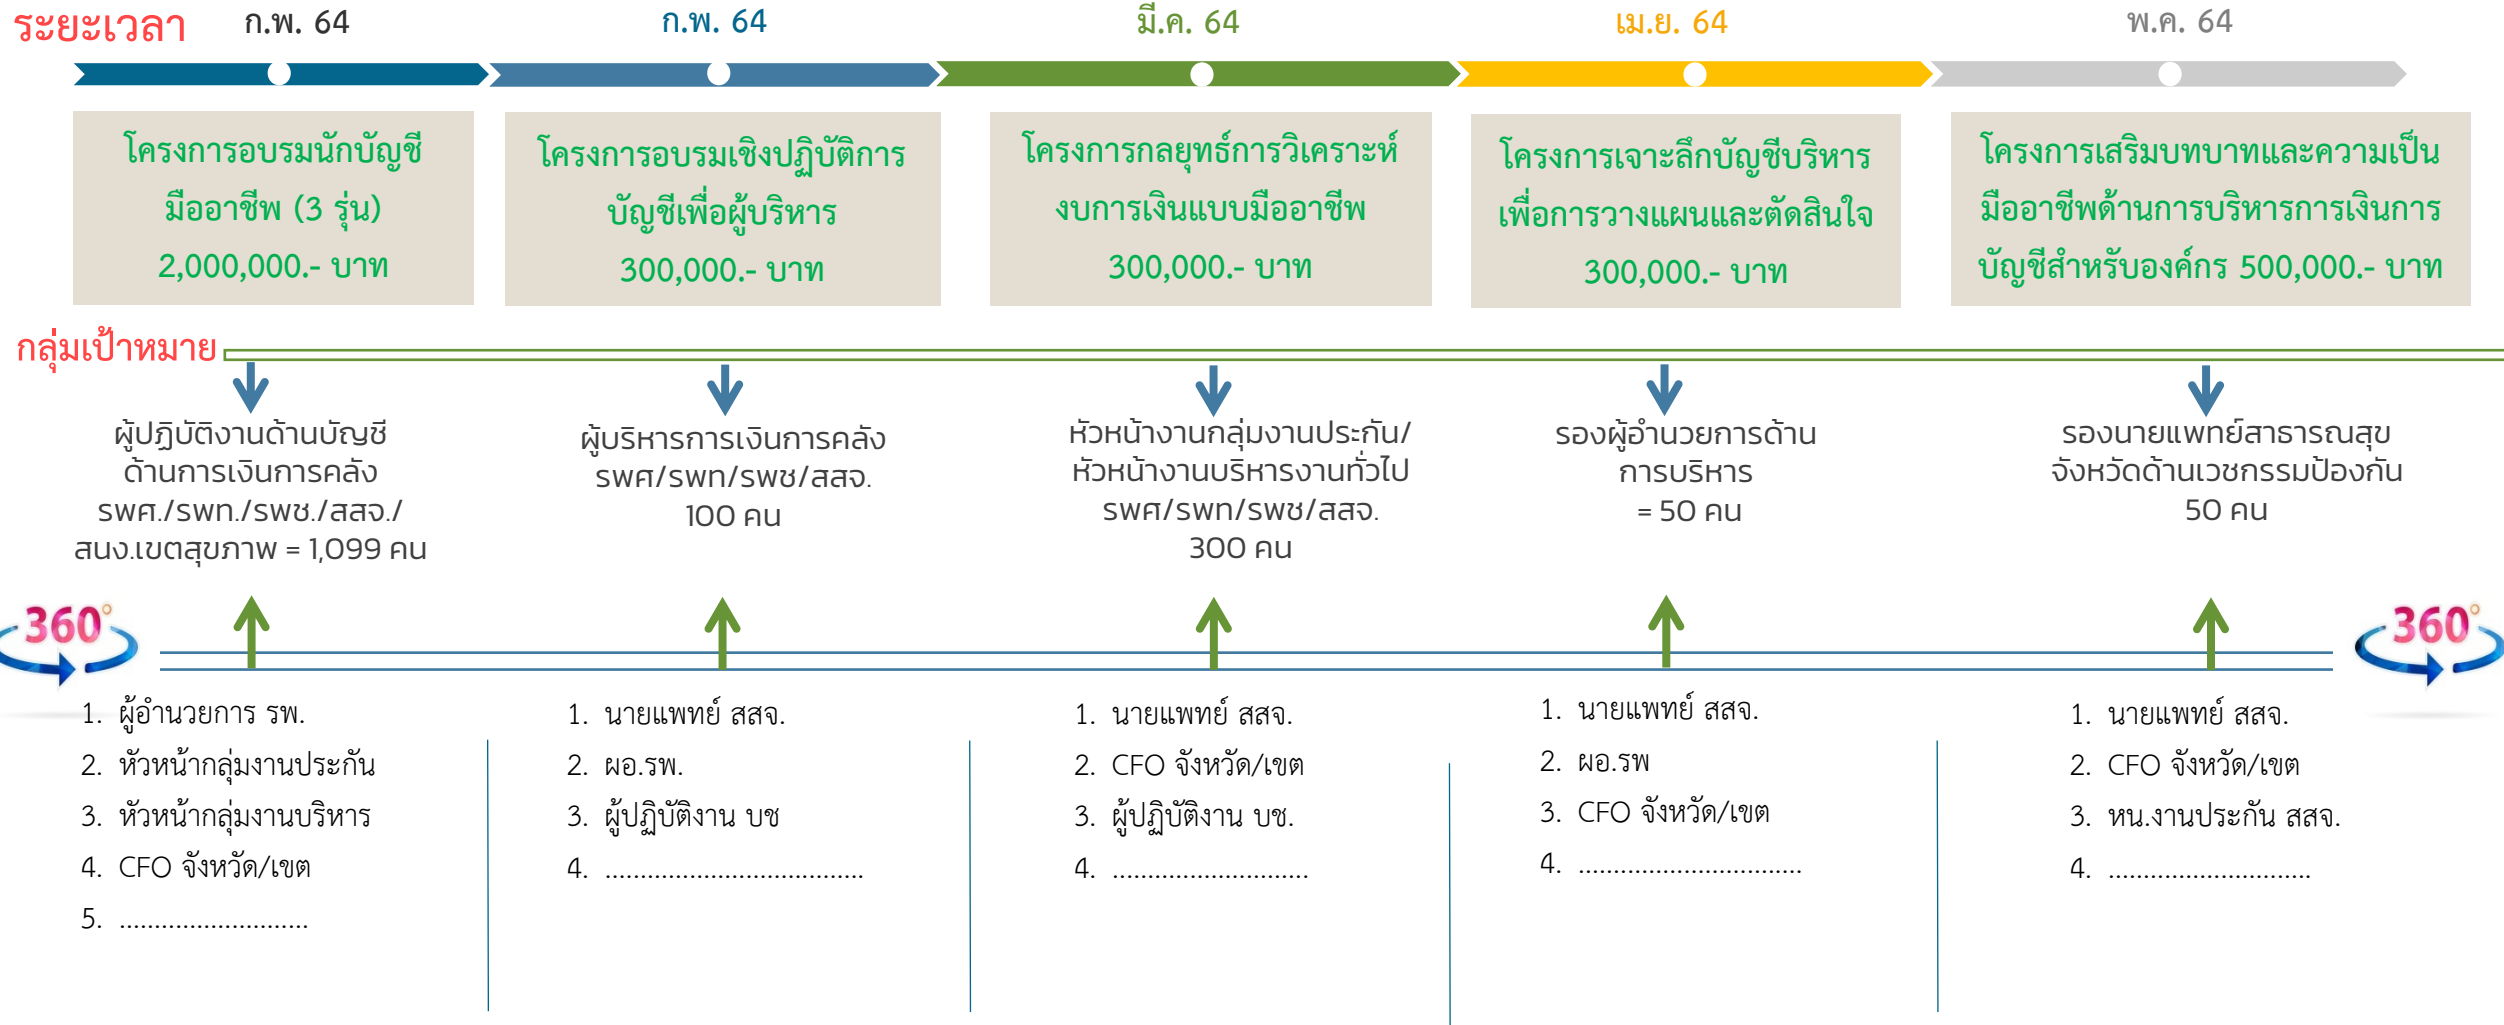 ระยะเวลา
ก.พ. 64
ก.พ. 64
มี.ค. 64
เม.ย. 64
พ.ค. 64
โครงการอบรมนักบัญชี
มืออาชีพ (3 รุ่น)
2,000,000.- บาท
โครงการอบรมเชิงปฏิบัติการ
บัญชีเพื่อผู้บริหาร
300,000.- บาท
โครงการกลยุทธ์การวิเคราะห์
งบการเงินแบบมืออาชีพ
300,000.- บาท
โครงการเจาะลึกบัญชีบริหาร
เพื่อการวางแผนและตัดสินใจ
300,000.- บาท
โครงการเสริมบทบาทและความเป็น
มืออาชีพด้านการบริหารการเงินการ
บัญชีสำหรับองค์กร 500,000.- บาท
กลุ่มเป้าหมาย
ผู้ปฏิบัติงานด้านบัญชี
ด้านการเงินการคลัง
รพศ./รพท./รพช./สสจ./
สนง.เขตสุขภาพ = 1,099 คน
ผู้บริหารการเงินการคลัง
รพศ/รพท/รพช/สสจ.
100 คน
หัวหน้างานกลุ่มงานประกัน/
หัวหน้างานบริหารงานทั่วไป
รพศ/รพท/รพช/สสจ.
300 คน
รองผู้อำนวยการด้าน
การบริหาร
= 50 คน
รองนายแพทย์สาธารณสุข
จังหวัดด้านเวชกรรมป้องกัน
50 คน
360°
360°
1. ผู้อำนวยการ รพ.
2. หัวหน้ากลุ่มงานประกัน
3. หัวหน้ากลุ่มงานบริหาร
4. CFO จังหวัด/เขต
5. ...........................
1. นายแพทย์ สสจ.
2. ผอ.รพ.
3. ผู้ปฏิบัติงาน บช
4. .....................................
1. นายแพทย์ สสจ.
2. CFO จังหวัด/เขต
3. ผู้ปฏิบัติงาน บช.
4. ............................
1. นายแพทย์ สสจ.
2. ผอ.รพ
3. CFO จังหวัด/เขต
4. ................................
1. นายแพทย์ สสจ.
2. CFO จังหวัด/เขต
3. หน.งานประกัน สสจ.
4. .............................